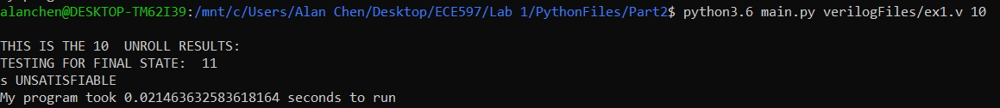 alanchen@DESKTOP-TM62I39:/mnt/c/Users/Alan Chen/Desktop/ECE597/Lab 1/PythonFiles/Part2$ python3.6 main.py verilogFiles/ex1.v 10
THIS IS THE 10  UNROLL RESULTS:
TESTING FOR FINAL STATE:  11
s UNSATISFIABLE
My program took 0.021463632583618164 seconds to run